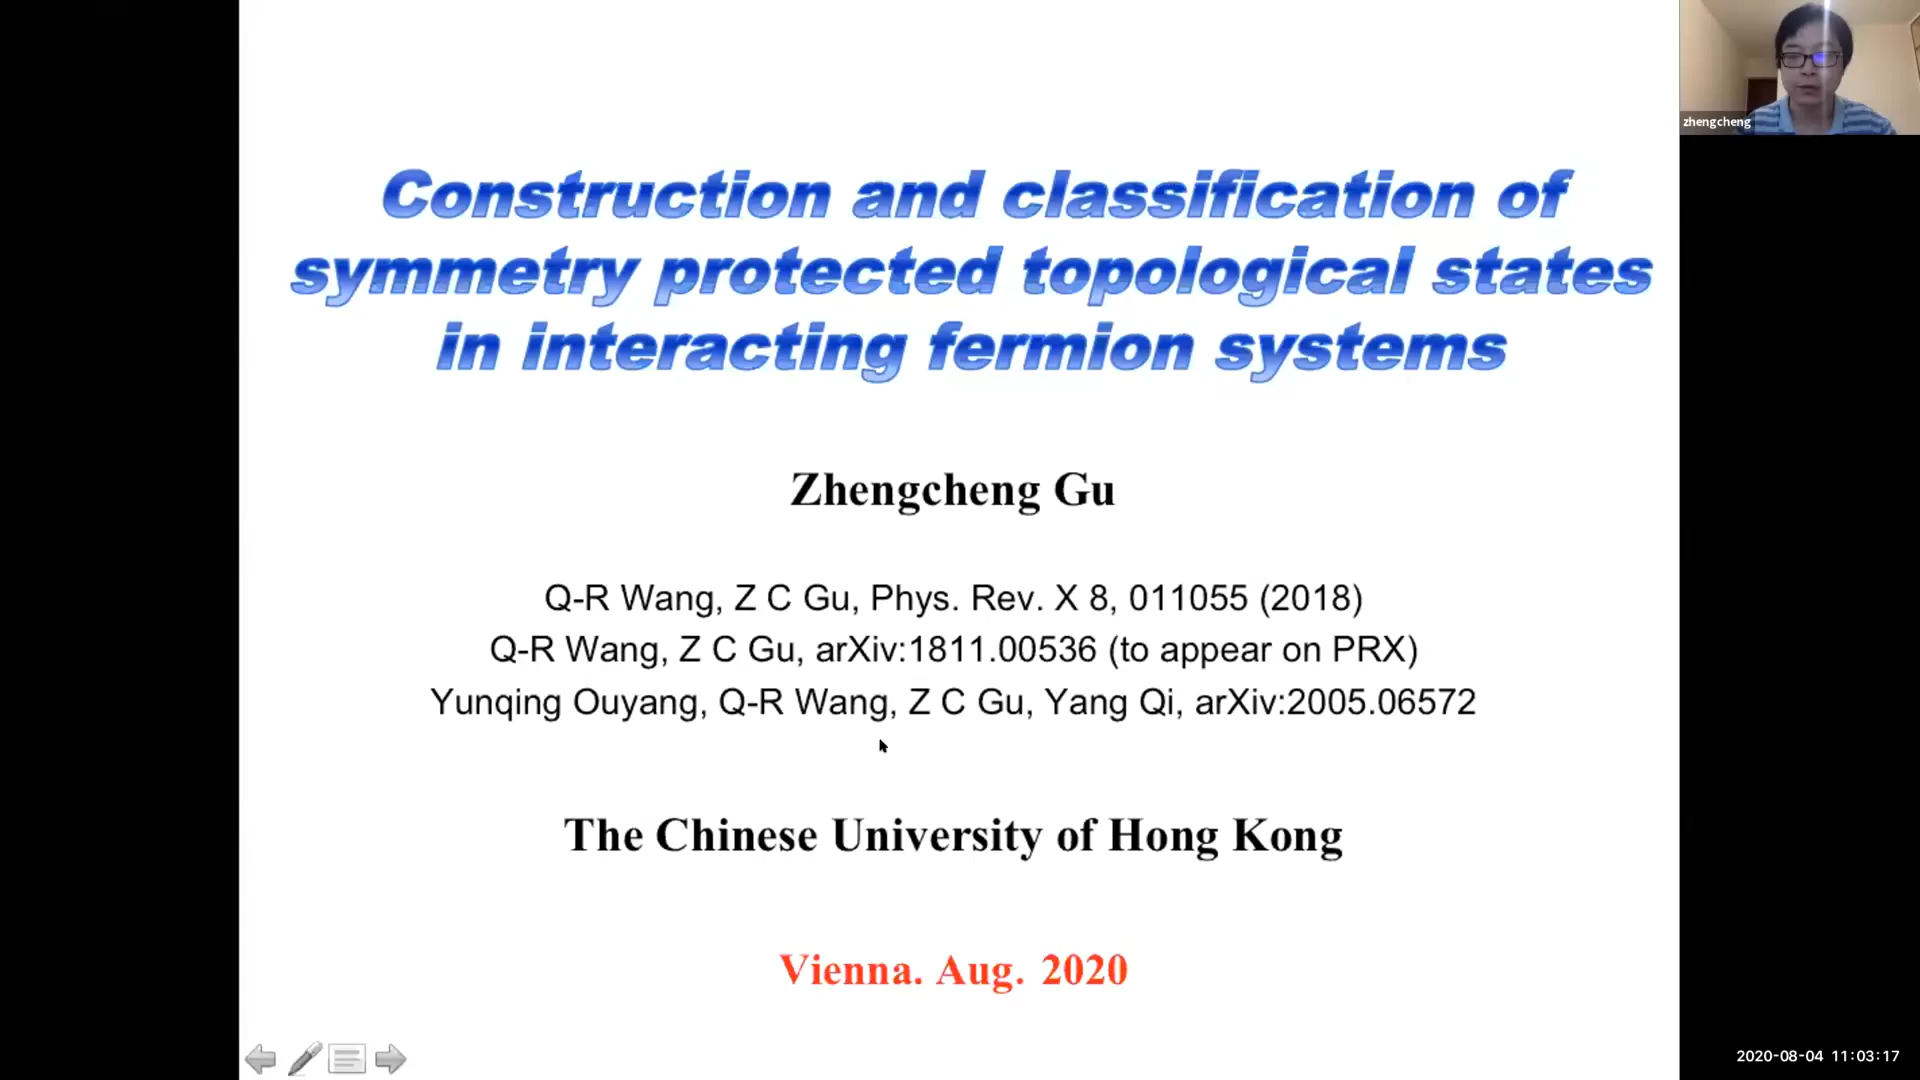 zhengcheng
Construction and classification of
symmetry protected topological states
in interacting fermion systems
Zhengcheng Gu
Q-R Wang, Z C Gu, Phys. Rev. X 8, 011055 (2018)
Q-R Wang, Z C Gu, arXiv:1811.00536 (to appear on PRX)
Yunqing Ouyang, Q-R Wang, Z C Gu, Yang Qi, arXiv:2005.06572
The Chinese University of Hong Kong
Vienna. Aug. 2020
2020-08-04 11:03:17